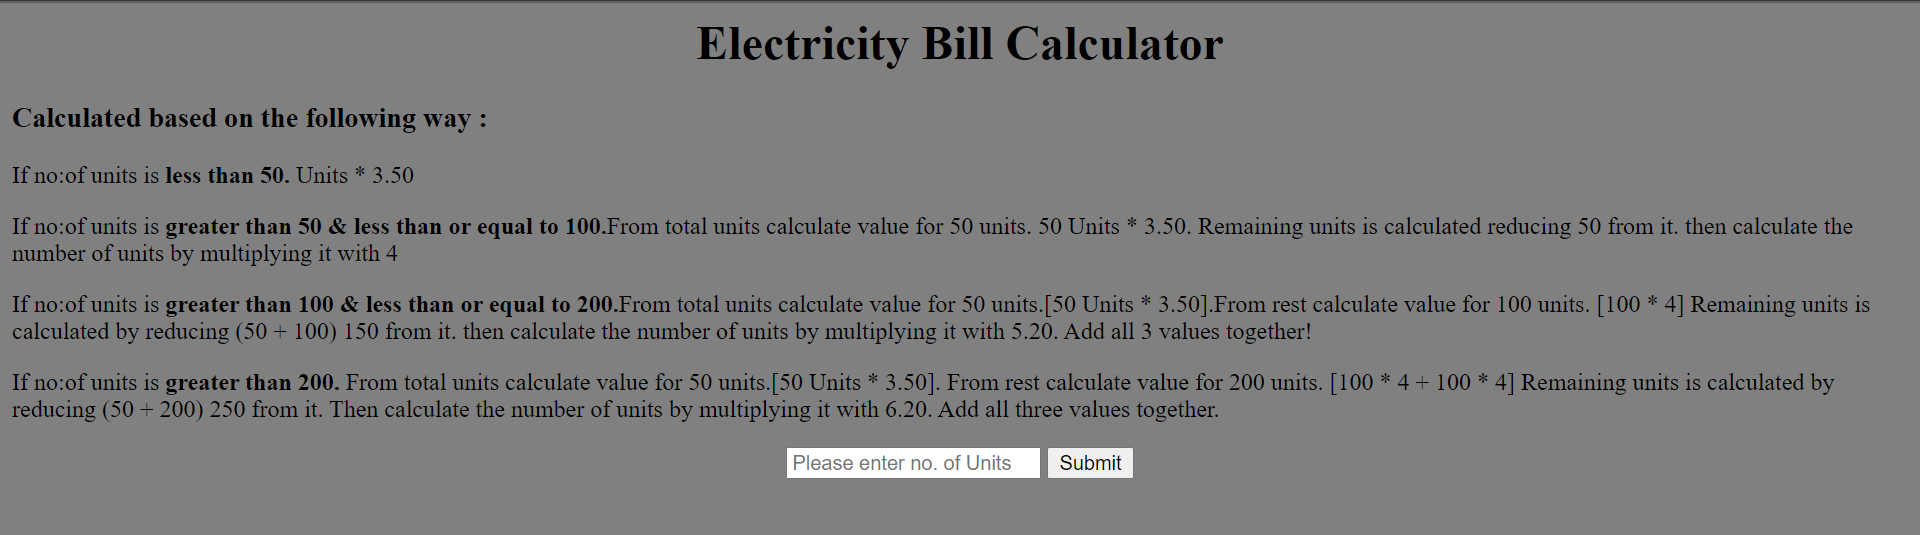 Electricity Bill Calculator
Calculated based on the following way :
If no:of units is less than 50. Units * 3.50
If no:of units is greater than 50 & less than or equal to 100.From total units calculate value for 50 units. 50 Units * 3.50. Remaining units is calculated reducing 50 from it. then calculate the
number of units by multiplying it with 4
If no:of units is greater than 100 & less than or equal to 200.From total units calculate value for 50 units.[50 Units * 3.50].From rest calculate value for 100 units. [100 * 4] Remaining units is
calculated by reducing (50 + 100) 150 from it. then calculate the number of units by multiplying it with 5.20. Add all 3 values together!
If no:of units is greater than 200. From total units calculate value for 50 units.[50 Units * 3.50]. From rest calculate value for 200 units. [100 * 4 + 100 * 4] Remaining units is calculated by
reducing (50 + 200) 250 from it. Then calculate the number of units by multiplying it with 6.20. Add all three values together.
Please enter no. of Units Submit